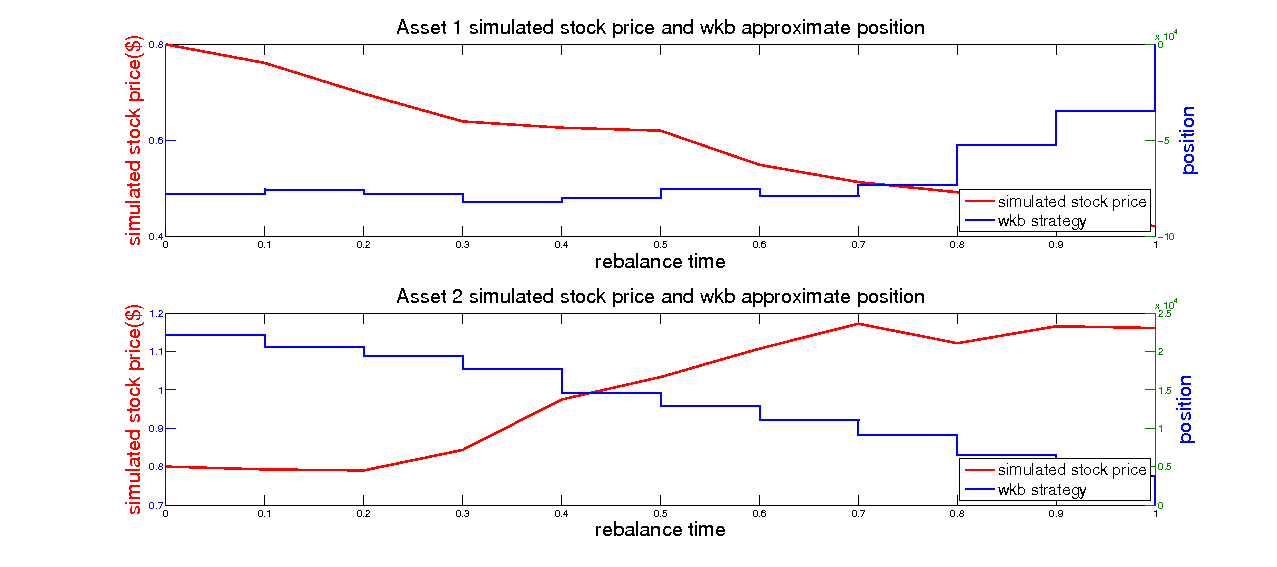 Asset 1 simulated stock price and wkb approximate position
x 10^4
simulated stock price($)
0.8
0.6
0.4
0
-5
-10
position
simulated stock price
wkb strategy
0 0.1 0.2 0.3 0.4 0.5 0.6 0.7 0.8 0.9 1
rebalance time
Asset 2 simulated stock price and wkb approximate position
x 10^4
simulated stock price($)
1.2
1.1
1
0.9
0.8
0.7
2.5
2
1.5
1
0.5
0
position
simulated stock price
wkb strategy
0 0.1 0.2 0.3 0.4 0.5 0.6 0.7 0.8 0.9 1
rebalance time